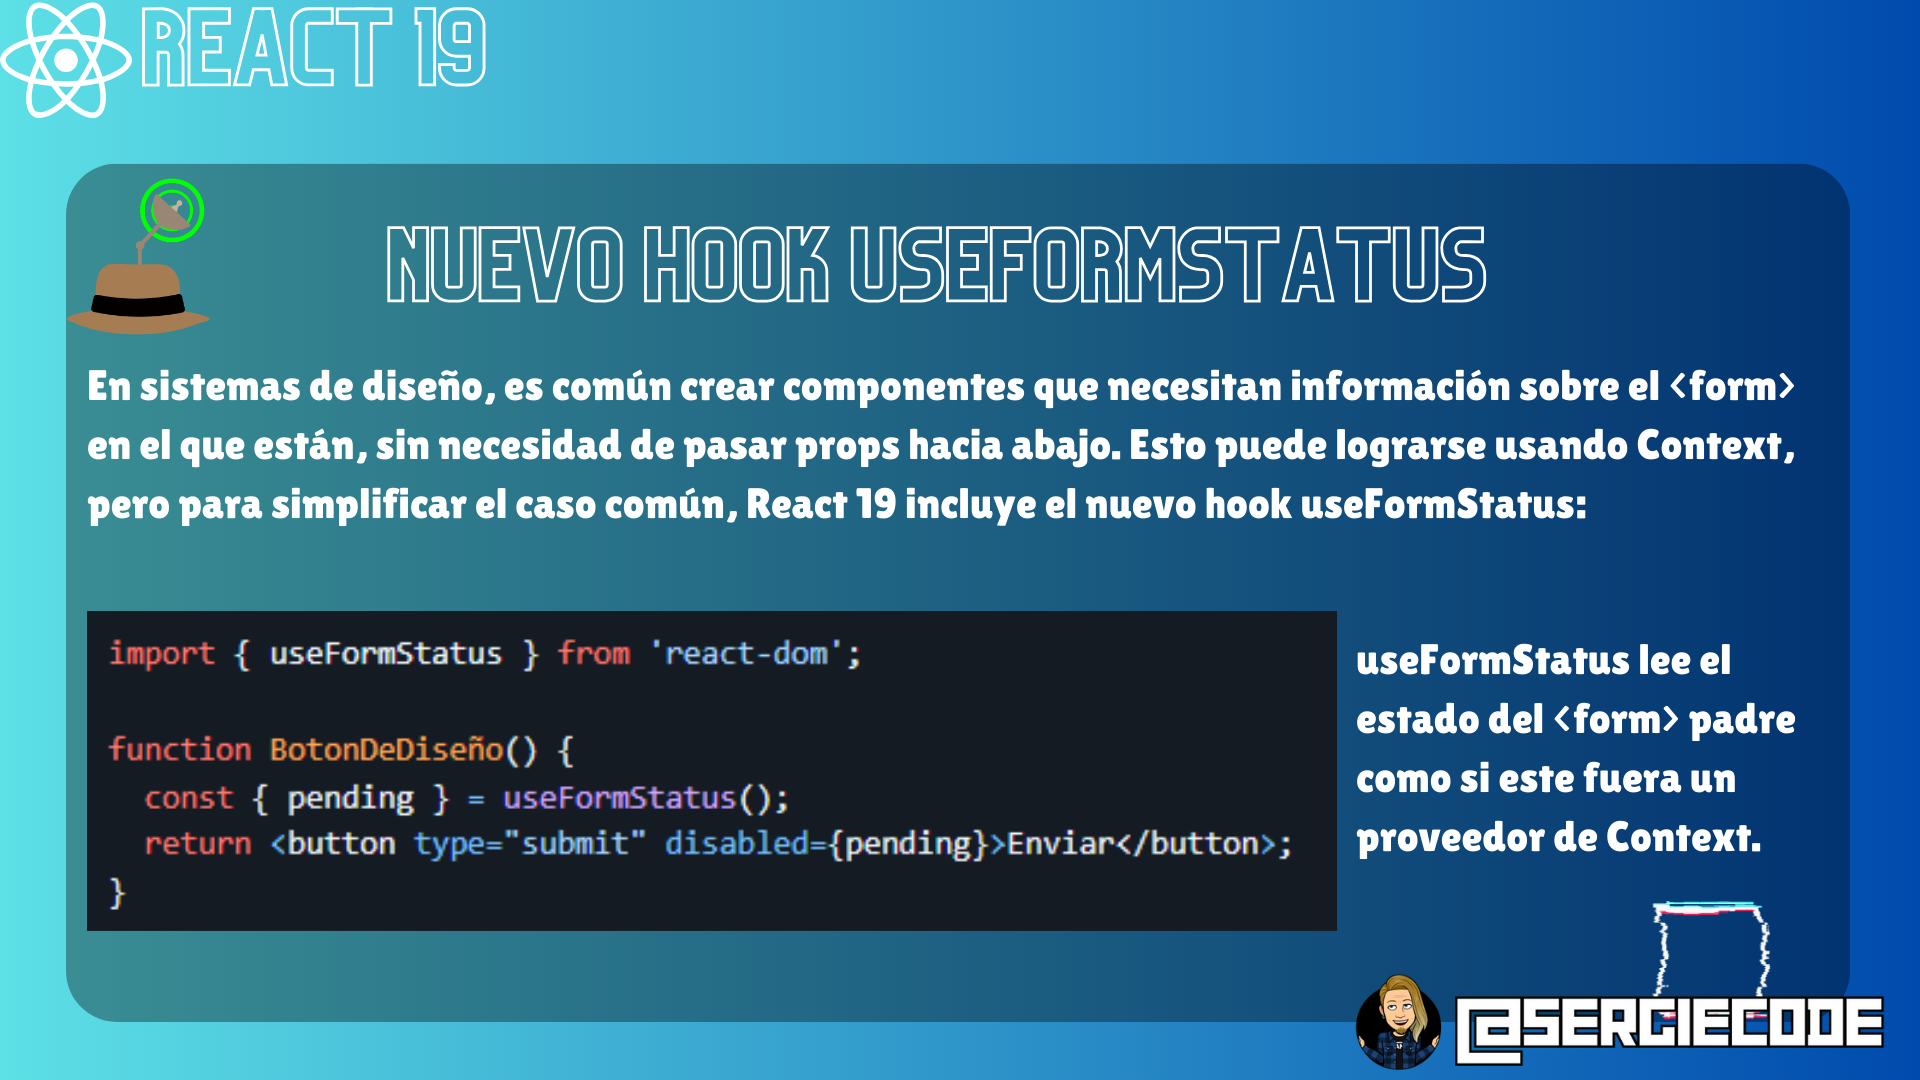 REACT 19
NUEVO HOOK USEFORMSTATUS
En sistemas de diseño, es común crear componentes que necesitan información sobre el <form>
en el que están, sin necesidad de pasar props hacia abajo. Esto puede lograrse usando Context,
pero para simplificar el caso común, React 19 incluye el nuevo hook useFormStatus:
import { useFormStatus } from 'react-dom';
function BotonDeDiseño() {
const { pending } = useFormStatus();
return <button type="submit" disabled={pending}>Enviar</button>;
}
useFormStatus lee el
estado del <form> padre
como si este fuera un
proveedor de Context.
@SERGIECODE